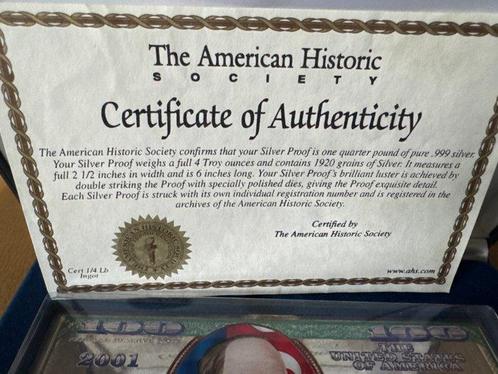 The American Historic
SOCIETY
Certificate of Authenticity
The American Historic Society confirms that your Silver Proof is one quarter pound of pure .999 silver.
Your Silver Proof weighs a full 4 Troy ounces and contains 1920 grains of Silver. It measures a
full 2 1/2 inches in width and is 6 inches long. Your Silver Proof's brilliant luster is achieved by
double striking the Proof with specially polished dies, giving the Proof exquisite detail.
Each Silver Proof is struck with its own individual registration number and is registered in the
archives of the American Historic Society.
Certified by
The American Historic Society
Cert 1/4 Lb
Ingot
www.ahs.com
100
100
2001
THE
UNITED STATES
OF
AMERICA